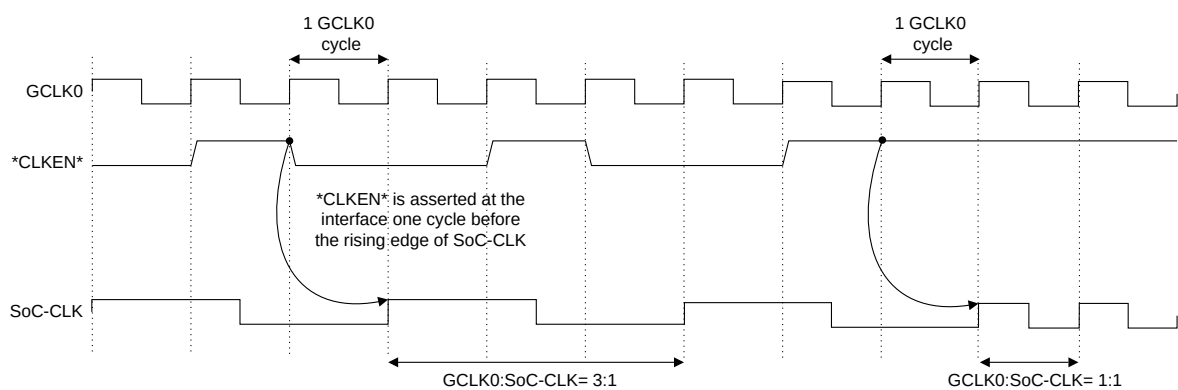 1 GCLK0
cycle
1 GCLK0
cycle
GCLK0
*CLKEN*
*CLKEN* is asserted at the
interface one cycle before
the rising edge of SoC-CLK
SoC-CLK
GCLK0:SoC-CLK= 3:1
GCLK0:SoC-CLK= 1:1